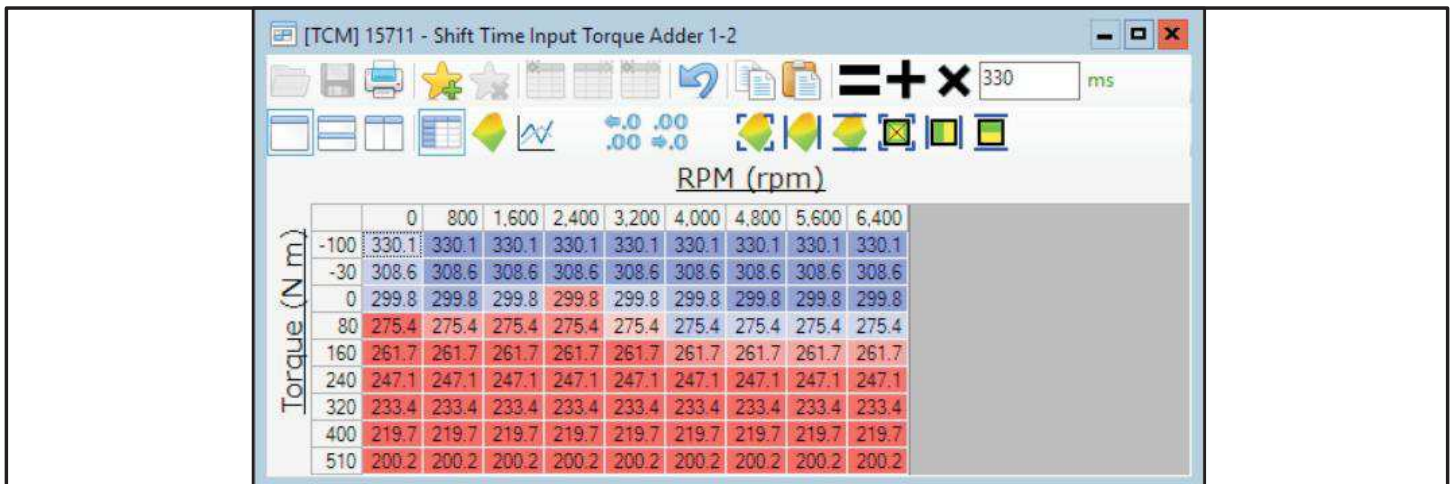 [TCM] 15711 - Shift Time Input Torque Adder 1-2
330 ms
.0 .00
.00 .0
RPM (rpm)
Torque (N m)
0 800 1,600 2,400 3,200 4,000 4,800 5,600 6,400
-100 330.1 330.1 330.1 330.1 330.1 330.1 330.1 330.1 330.1
-30 308.6 308.6 308.6 308.6 308.6 308.6 308.6 308.6 308.6
0 299.8 299.8 299.8 299.8 299.8 299.8 299.8 299.8 299.8
80 275.4 275.4 275.4 275.4 275.4 275.4 275.4 275.4 275.4
160 261.7 261.7 261.7 261.7 261.7 261.7 261.7 261.7 261.7
240 247.1 247.1 247.1 247.1 247.1 247.1 247.1 247.1 247.1
320 233.4 233.4 233.4 233.4 233.4 233.4 233.4 233.4 233.4
400 219.7 219.7 219.7 219.7 219.7 219.7 219.7 219.7 219.7
510 200.2 200.2 200.2 200.2 200.2 200.2 200.2 200.2 200.2